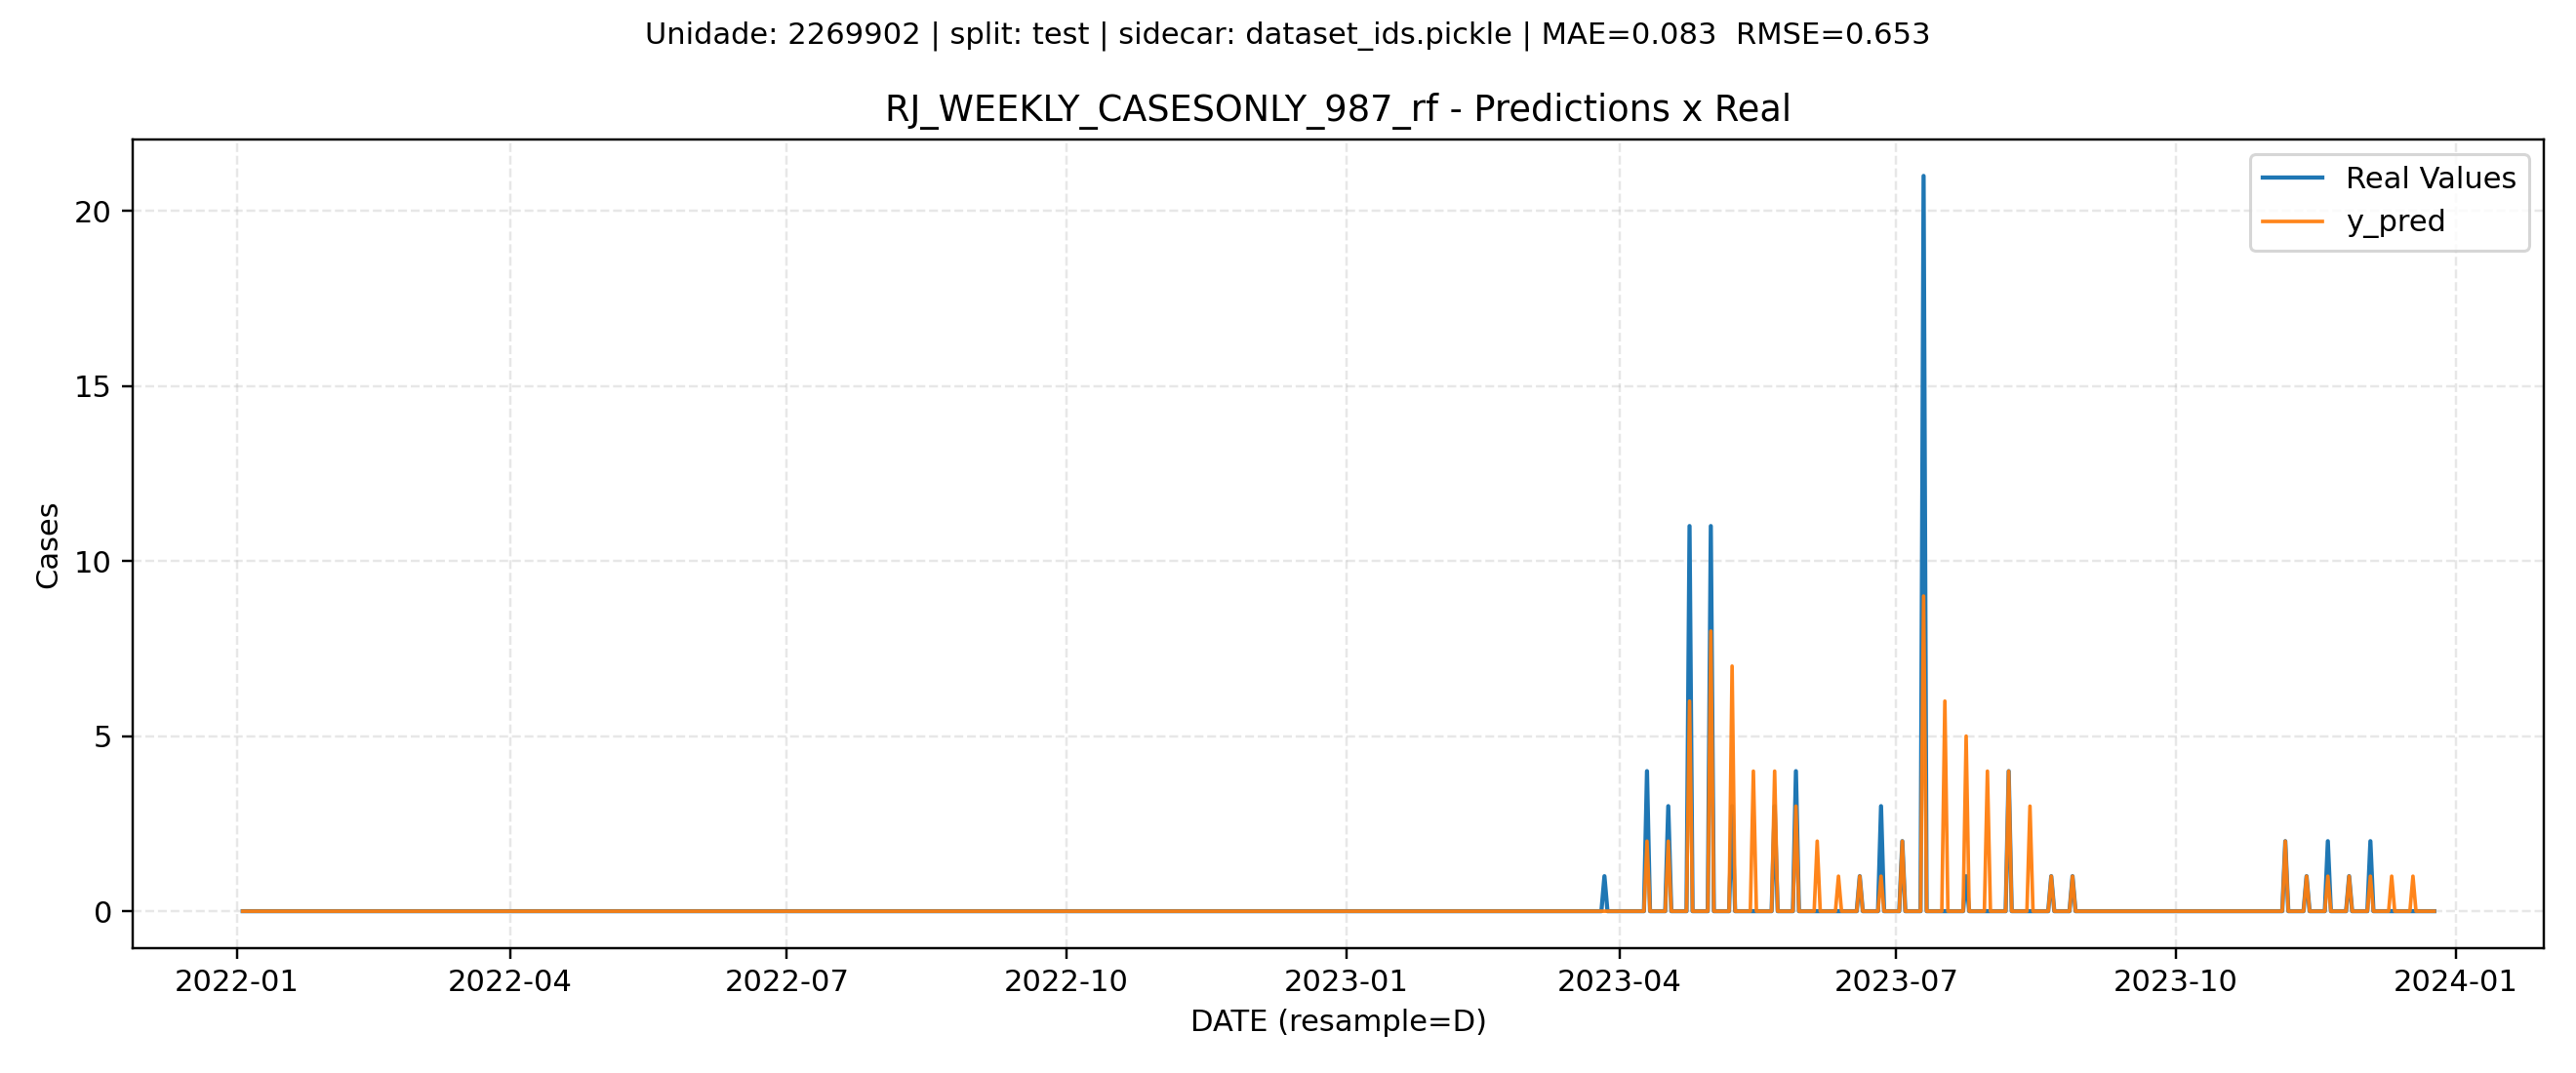 Unidade: 2269902 | split: test | sidecar: dataset_ids.pickle | MAE=0.083  RMSE=0.653
RJ_WEEKLY_CASESONLY_987_rf - Predictions x Real
Real Values
y_pred
20
15
10
5
0
Cases
2022-01
2022-04
2022-07
2022-10
2023-01
2023-04
2023-07
2023-10
2024-01
DATE (resample=D)